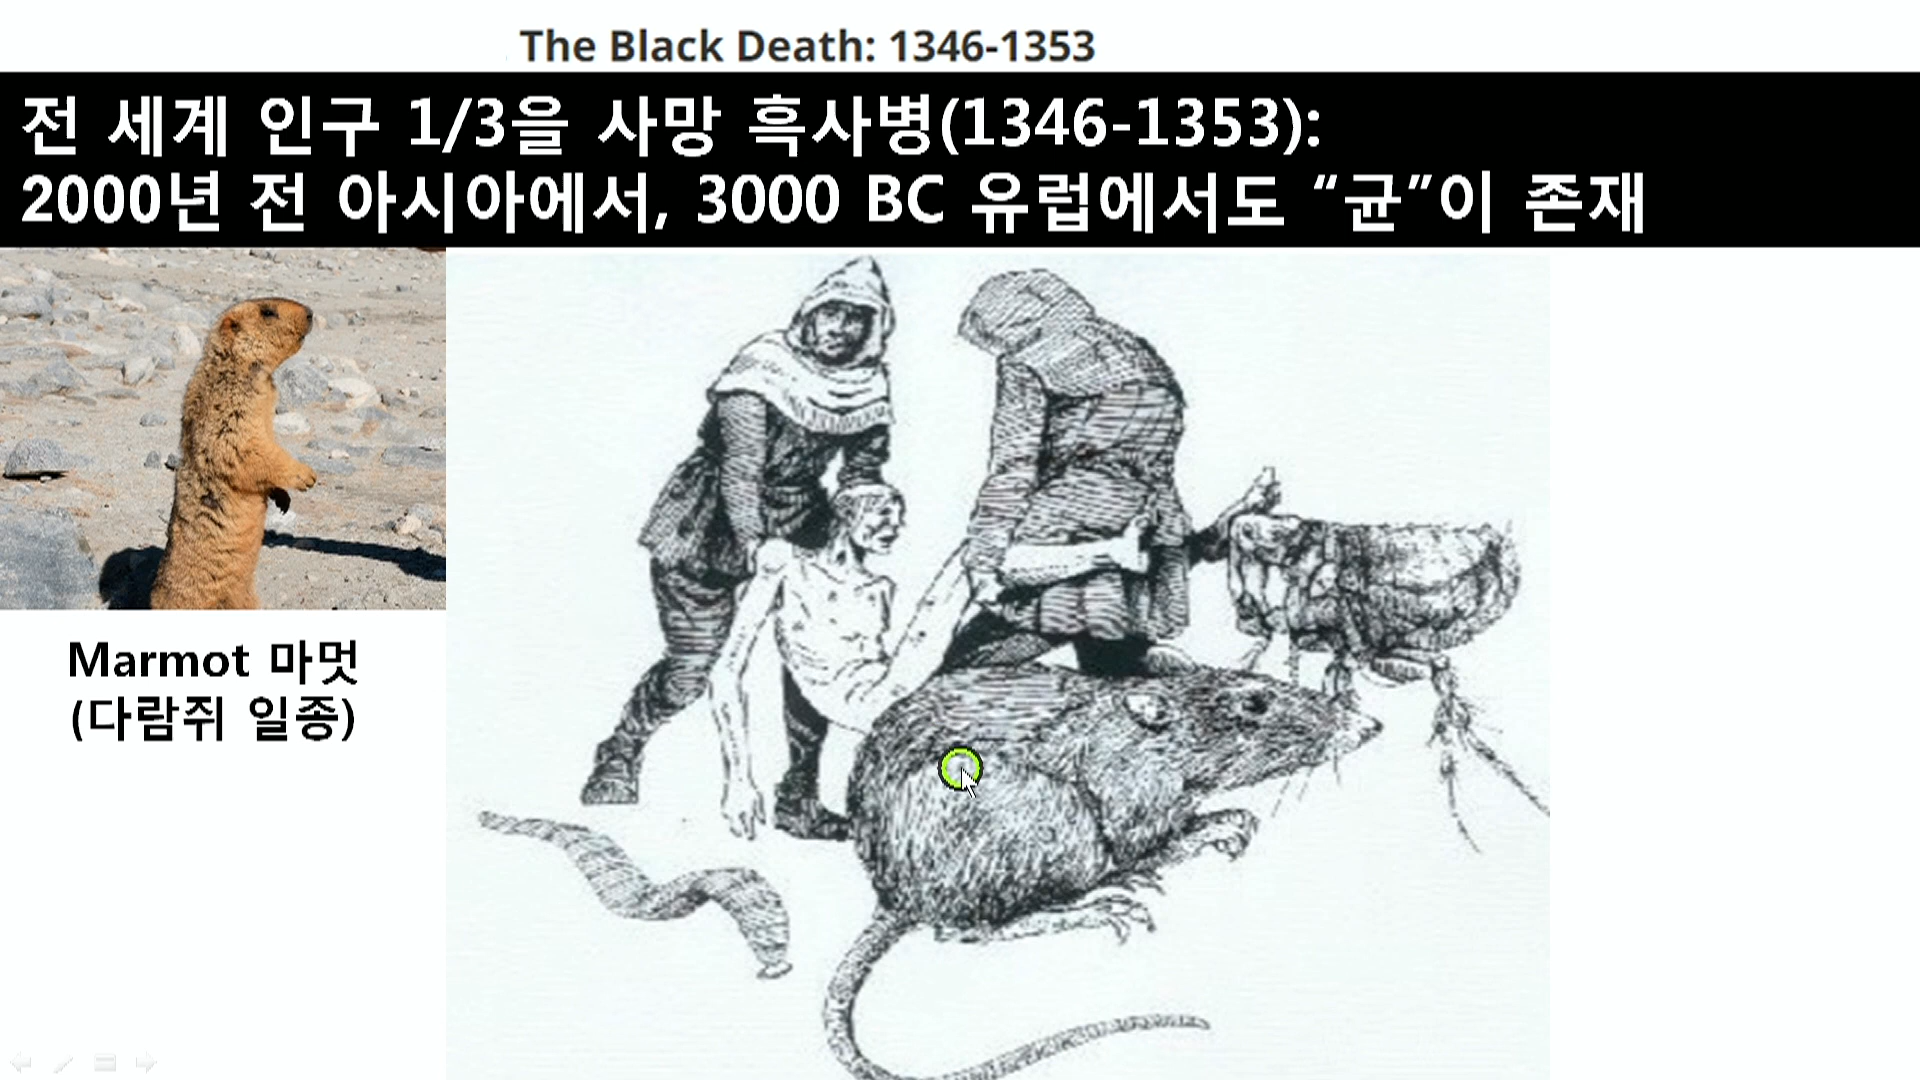 The Black Death: 1346-1353
전 세계 인구 1/3을 사망 흑사병(1346-1353):
2000년 전 아시아에서, 3000 BC 유럽에서도 “균”이 존재
Marmot 마멋
(다람쥐 일종)